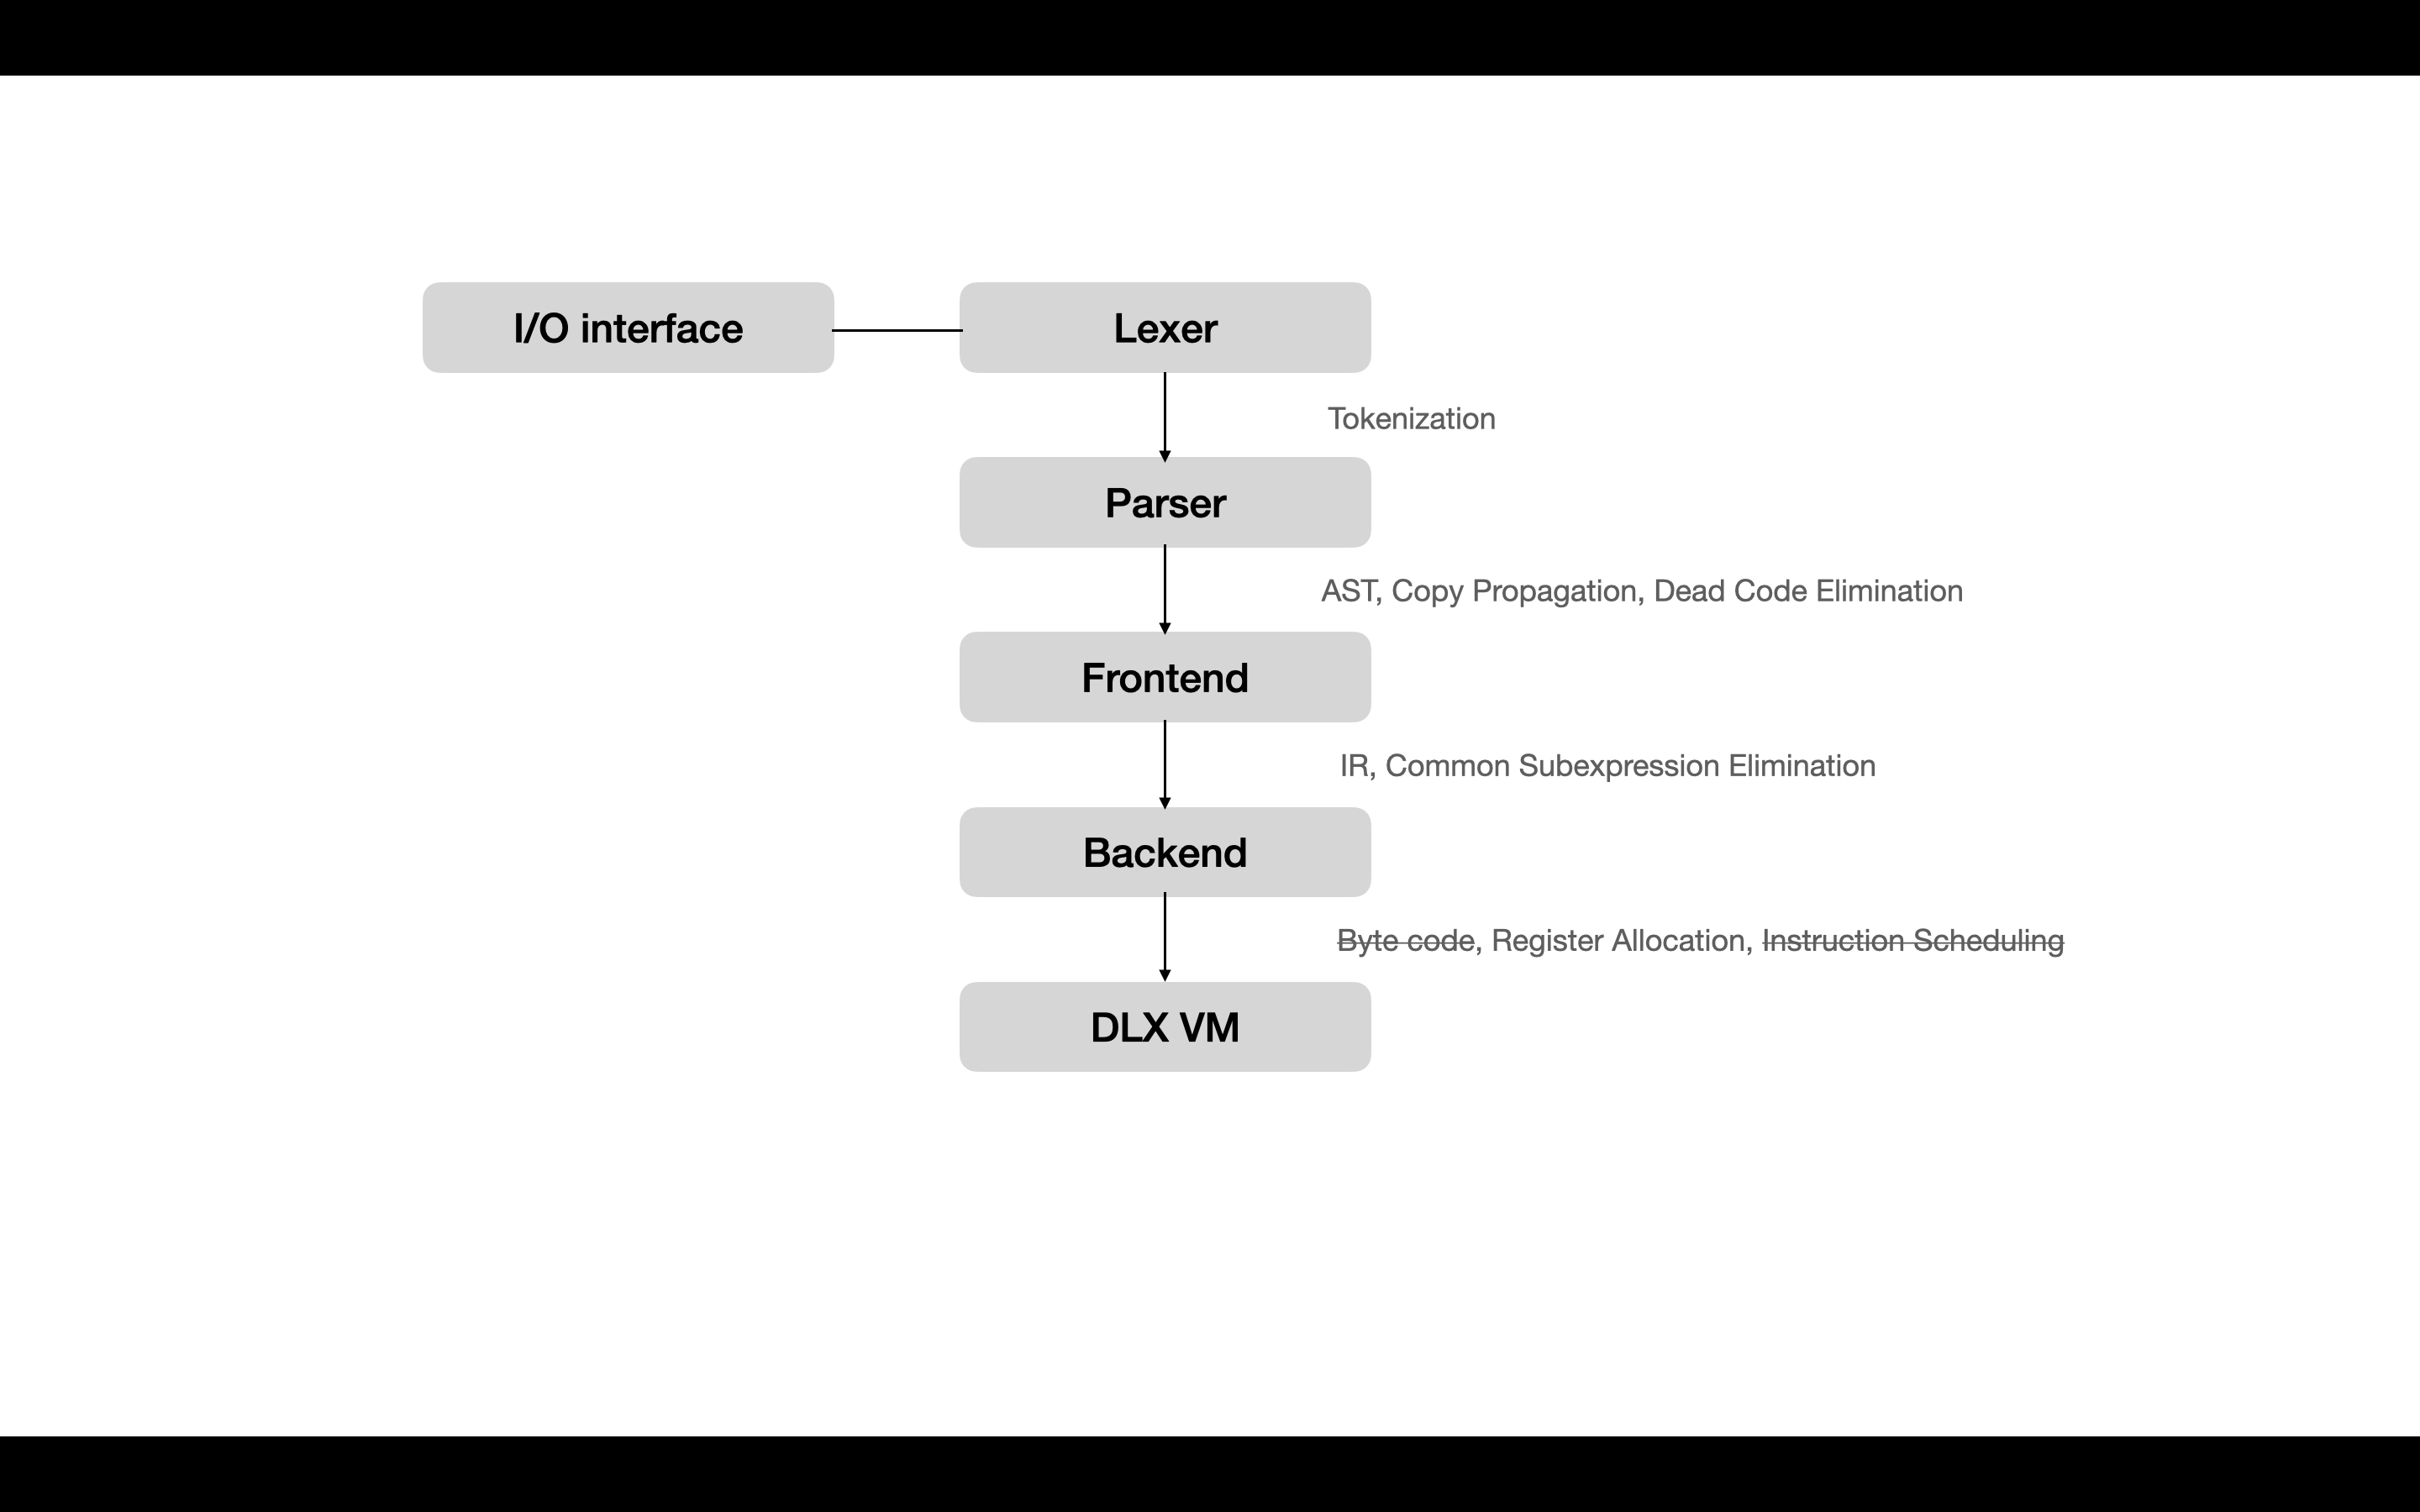 I/O interface
Lexer
Tokenization
Parser
AST, Copy Propagation, Dead Code Elimination
Frontend
IR, Common Subexpression Elimination
Backend
Byte code, Register Allocation, Instruction Scheduling
DLX VM